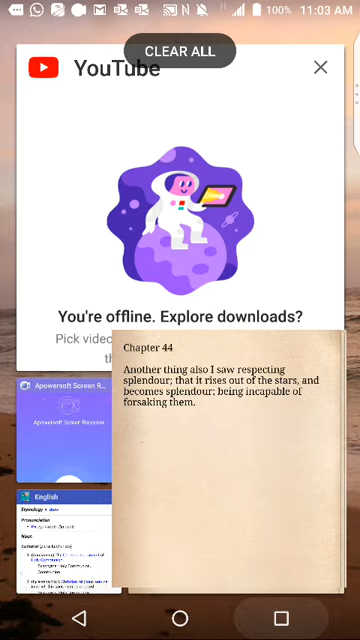 100% 11:03 AM
CLEAR ALL
YouTube
You're offline. Explore downloads?
Pick video
Chapter 44
Another thing also I saw respecting
splendour; that it rises out of the stars, and
becomes splendour; being incapable of
forsaking them.
Apowersoft Screen R...
Apowersoft Screen Recorder
English
Etymology
Pronunciation
Noun